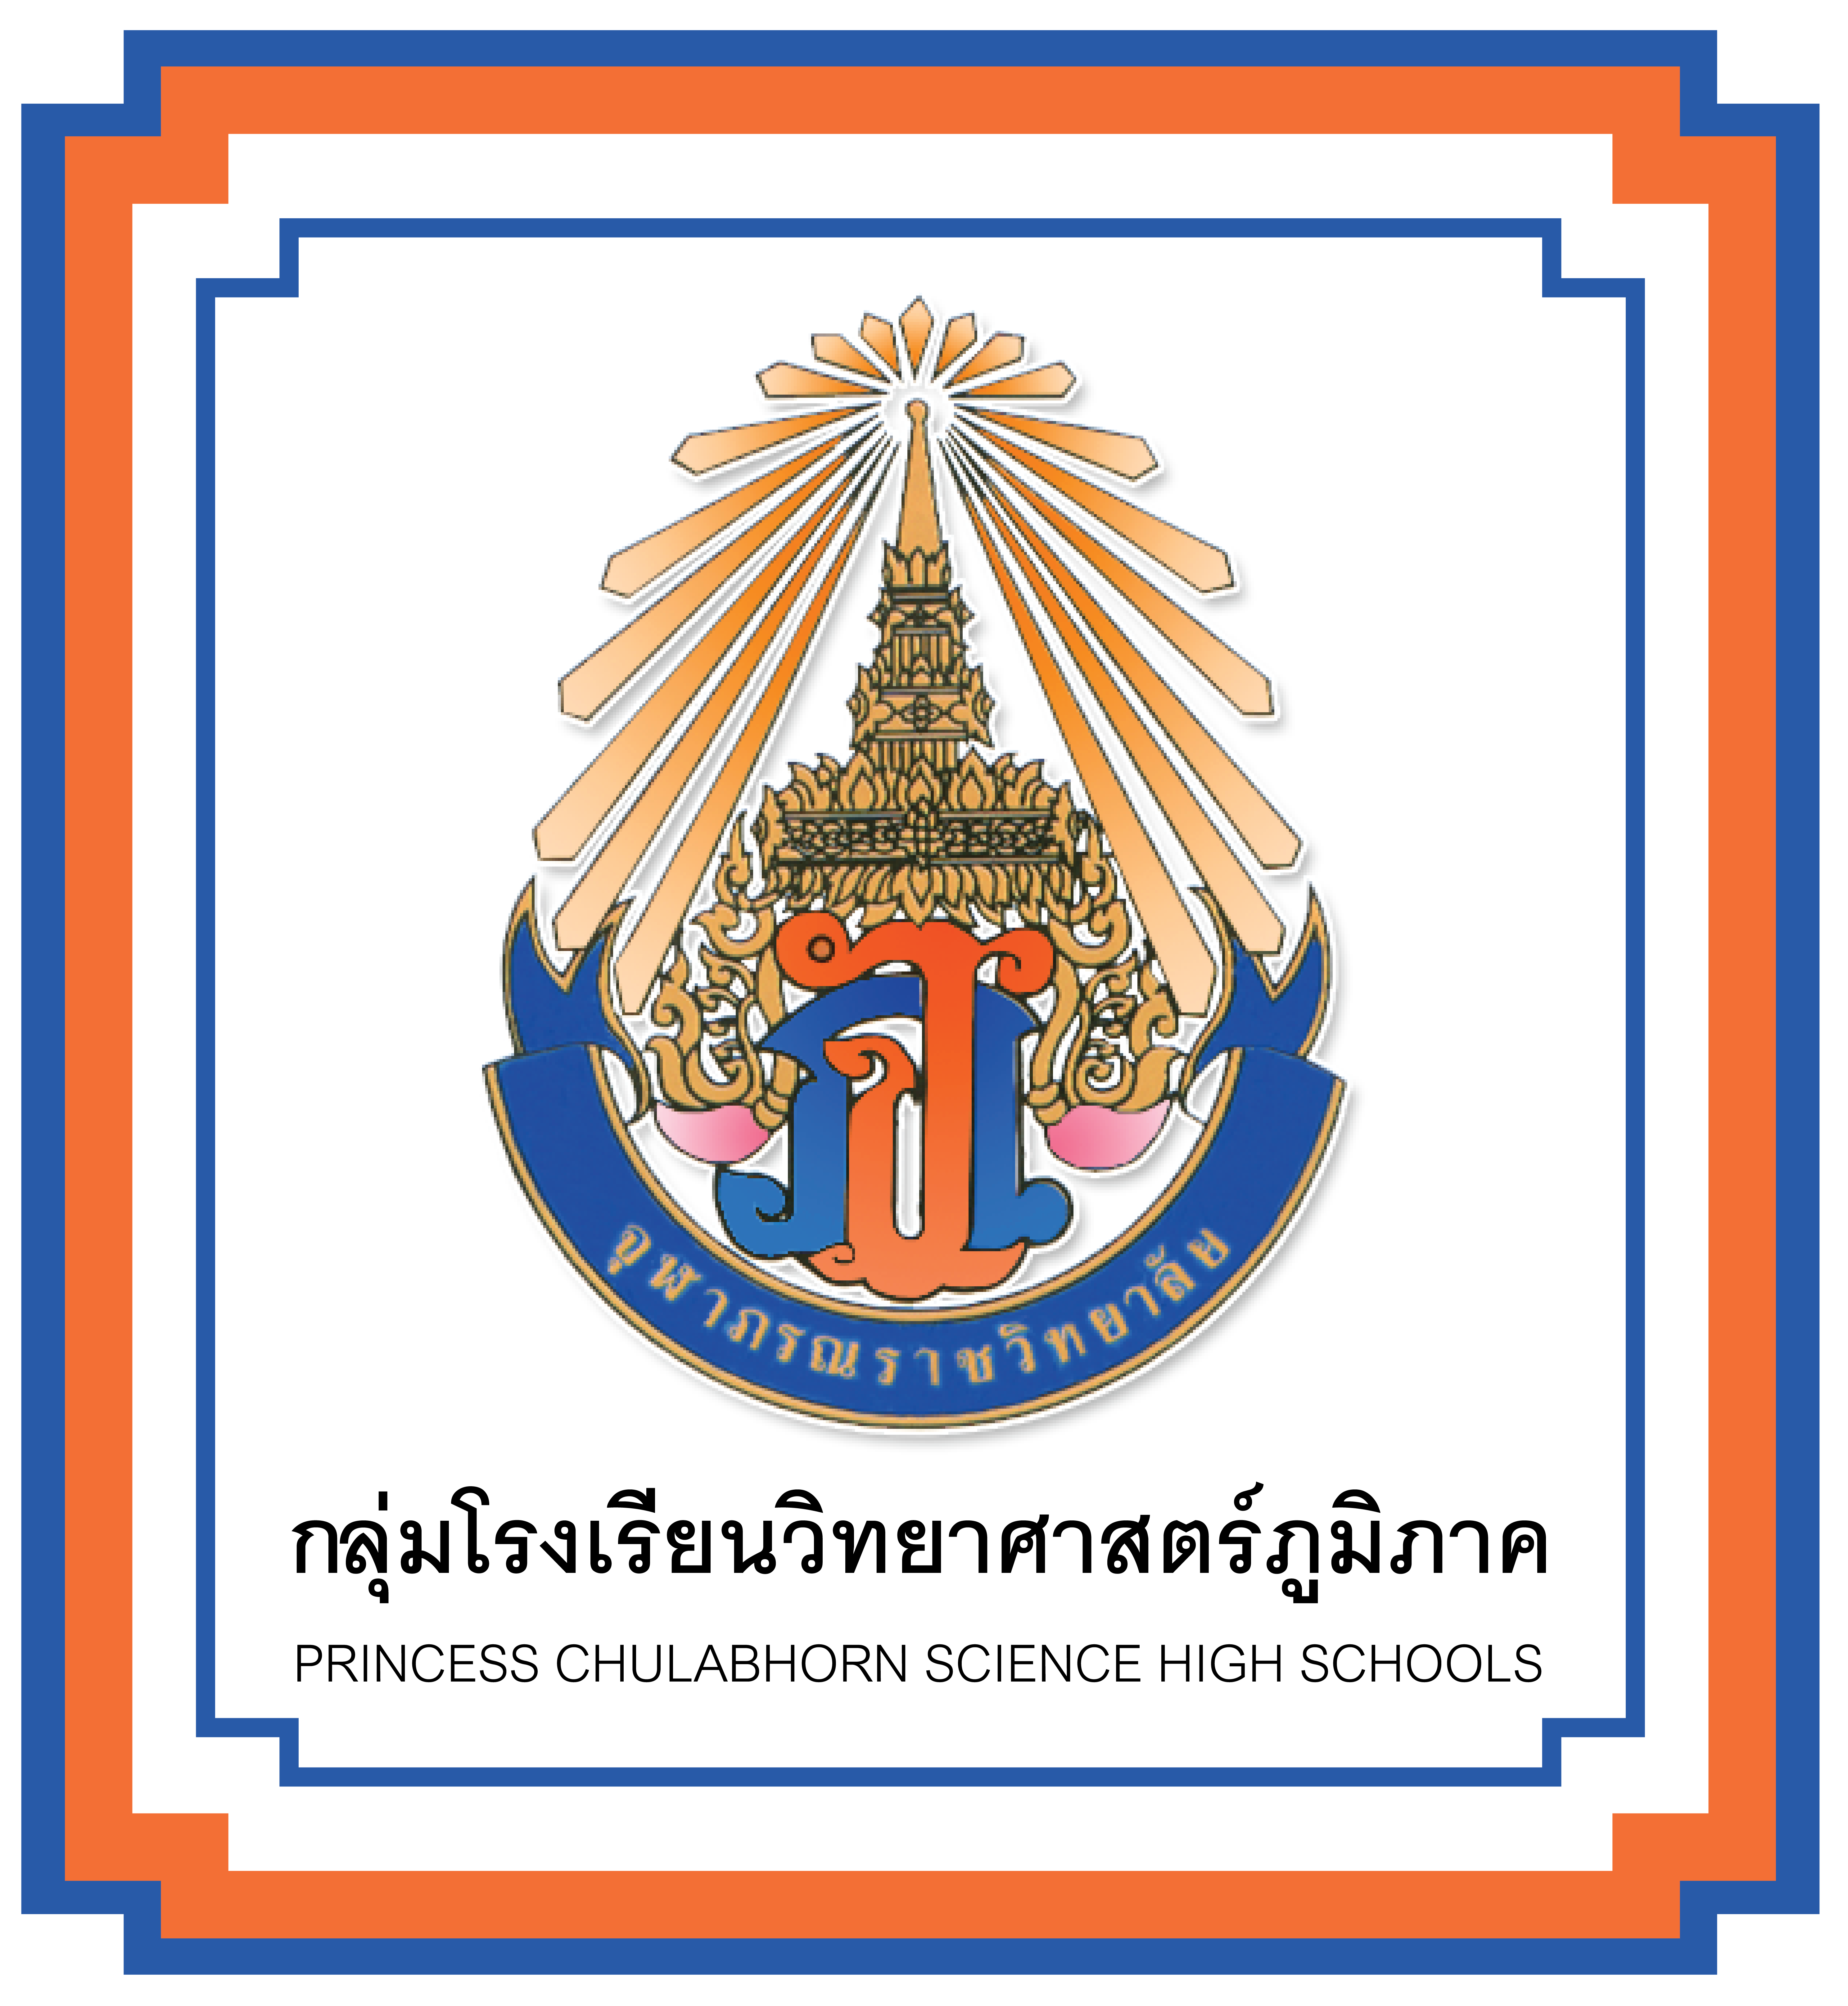 จุฬาภรณราชวิทยาลัย
กลุ่มโรงเรียนวิทยาศาสตร์ภูมิภาค
PRINCESS CHULABHORN SCIENCE HIGH SCHOOLS